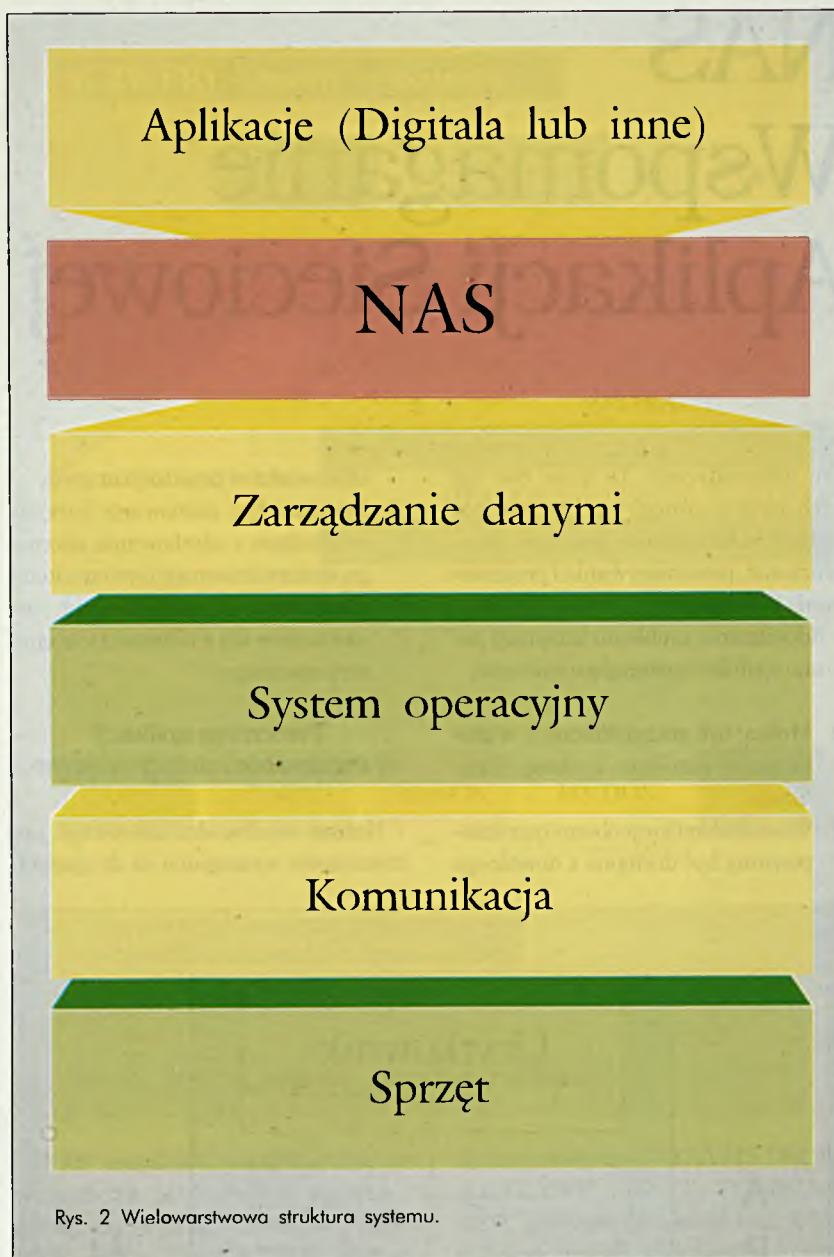 Aplikacje (Digitala lub inne)
NAS
Zarządzanie danymi
System operacyjny
Komunikacja
Sprzęt
Rys. 2 Wielowarstwowa struktura systemu.